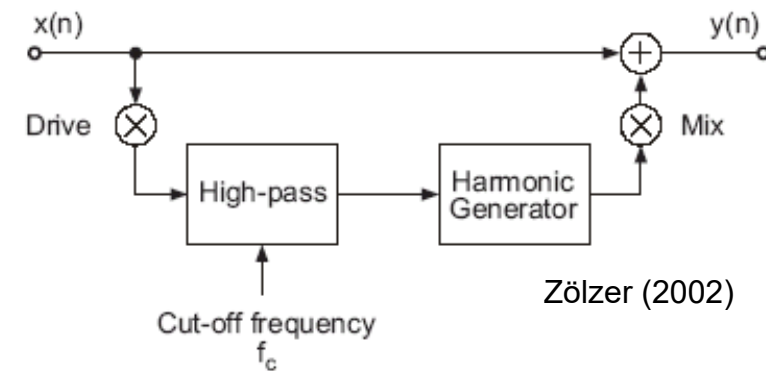 x(n)
y(n)
Drive
Mix
High-pass
Harmonic
Generator
Zölzer (2002)
Cut-off frequency
fc